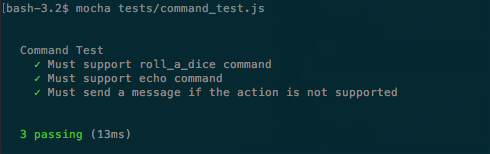 [bash-3.2$ mocha tests/command_test.js
Command Test
✓ Must support roll_a_dice command
✓ Must support echo command
✓ Must send a message if the action is not supported
3 passing (13ms)